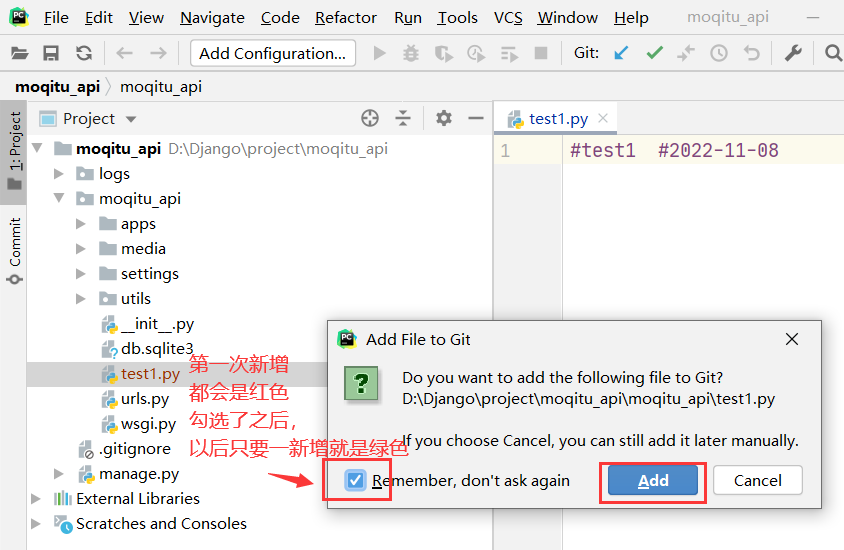 PC File Edit View Navigate Code Refactor Run Tools VCS Window Help moqitu_api
Add Configuration... Git:
moqitu_api moqitu_api
1: Project
Commit
Project
moqitu_api D:\Django\project\moqitu_api
logs
moqitu_api
apps
media
settings
utils
__init__.py
db.sqlite3
test1.py
urls.py
wsgi.py
.gitignore
manage.py
External Libraries
Scratches and Consoles
第一次新增
都会是红色
勾选了之后，
以后只要一新增就是绿色
test1.py
1 #test1 #2022-11-08
PC Add File to Git
? Do you want to add the following file to Git?
D:\Django\project\moqitu_api\moqitu_api\test1.py
If you choose Cancel, you can still add it later manually.
Remember, don't ask again Add Cancel